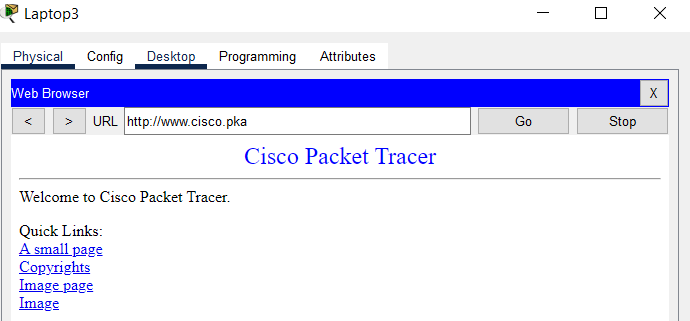 Laptop3
Physical Config Desktop Programming Attributes
Web Browser X
< > URL http://www.cisco.pka Go Stop
Cisco Packet Tracer
Welcome to Cisco Packet Tracer.
Quick Links:
A small page
Copyrights
Image page
Image